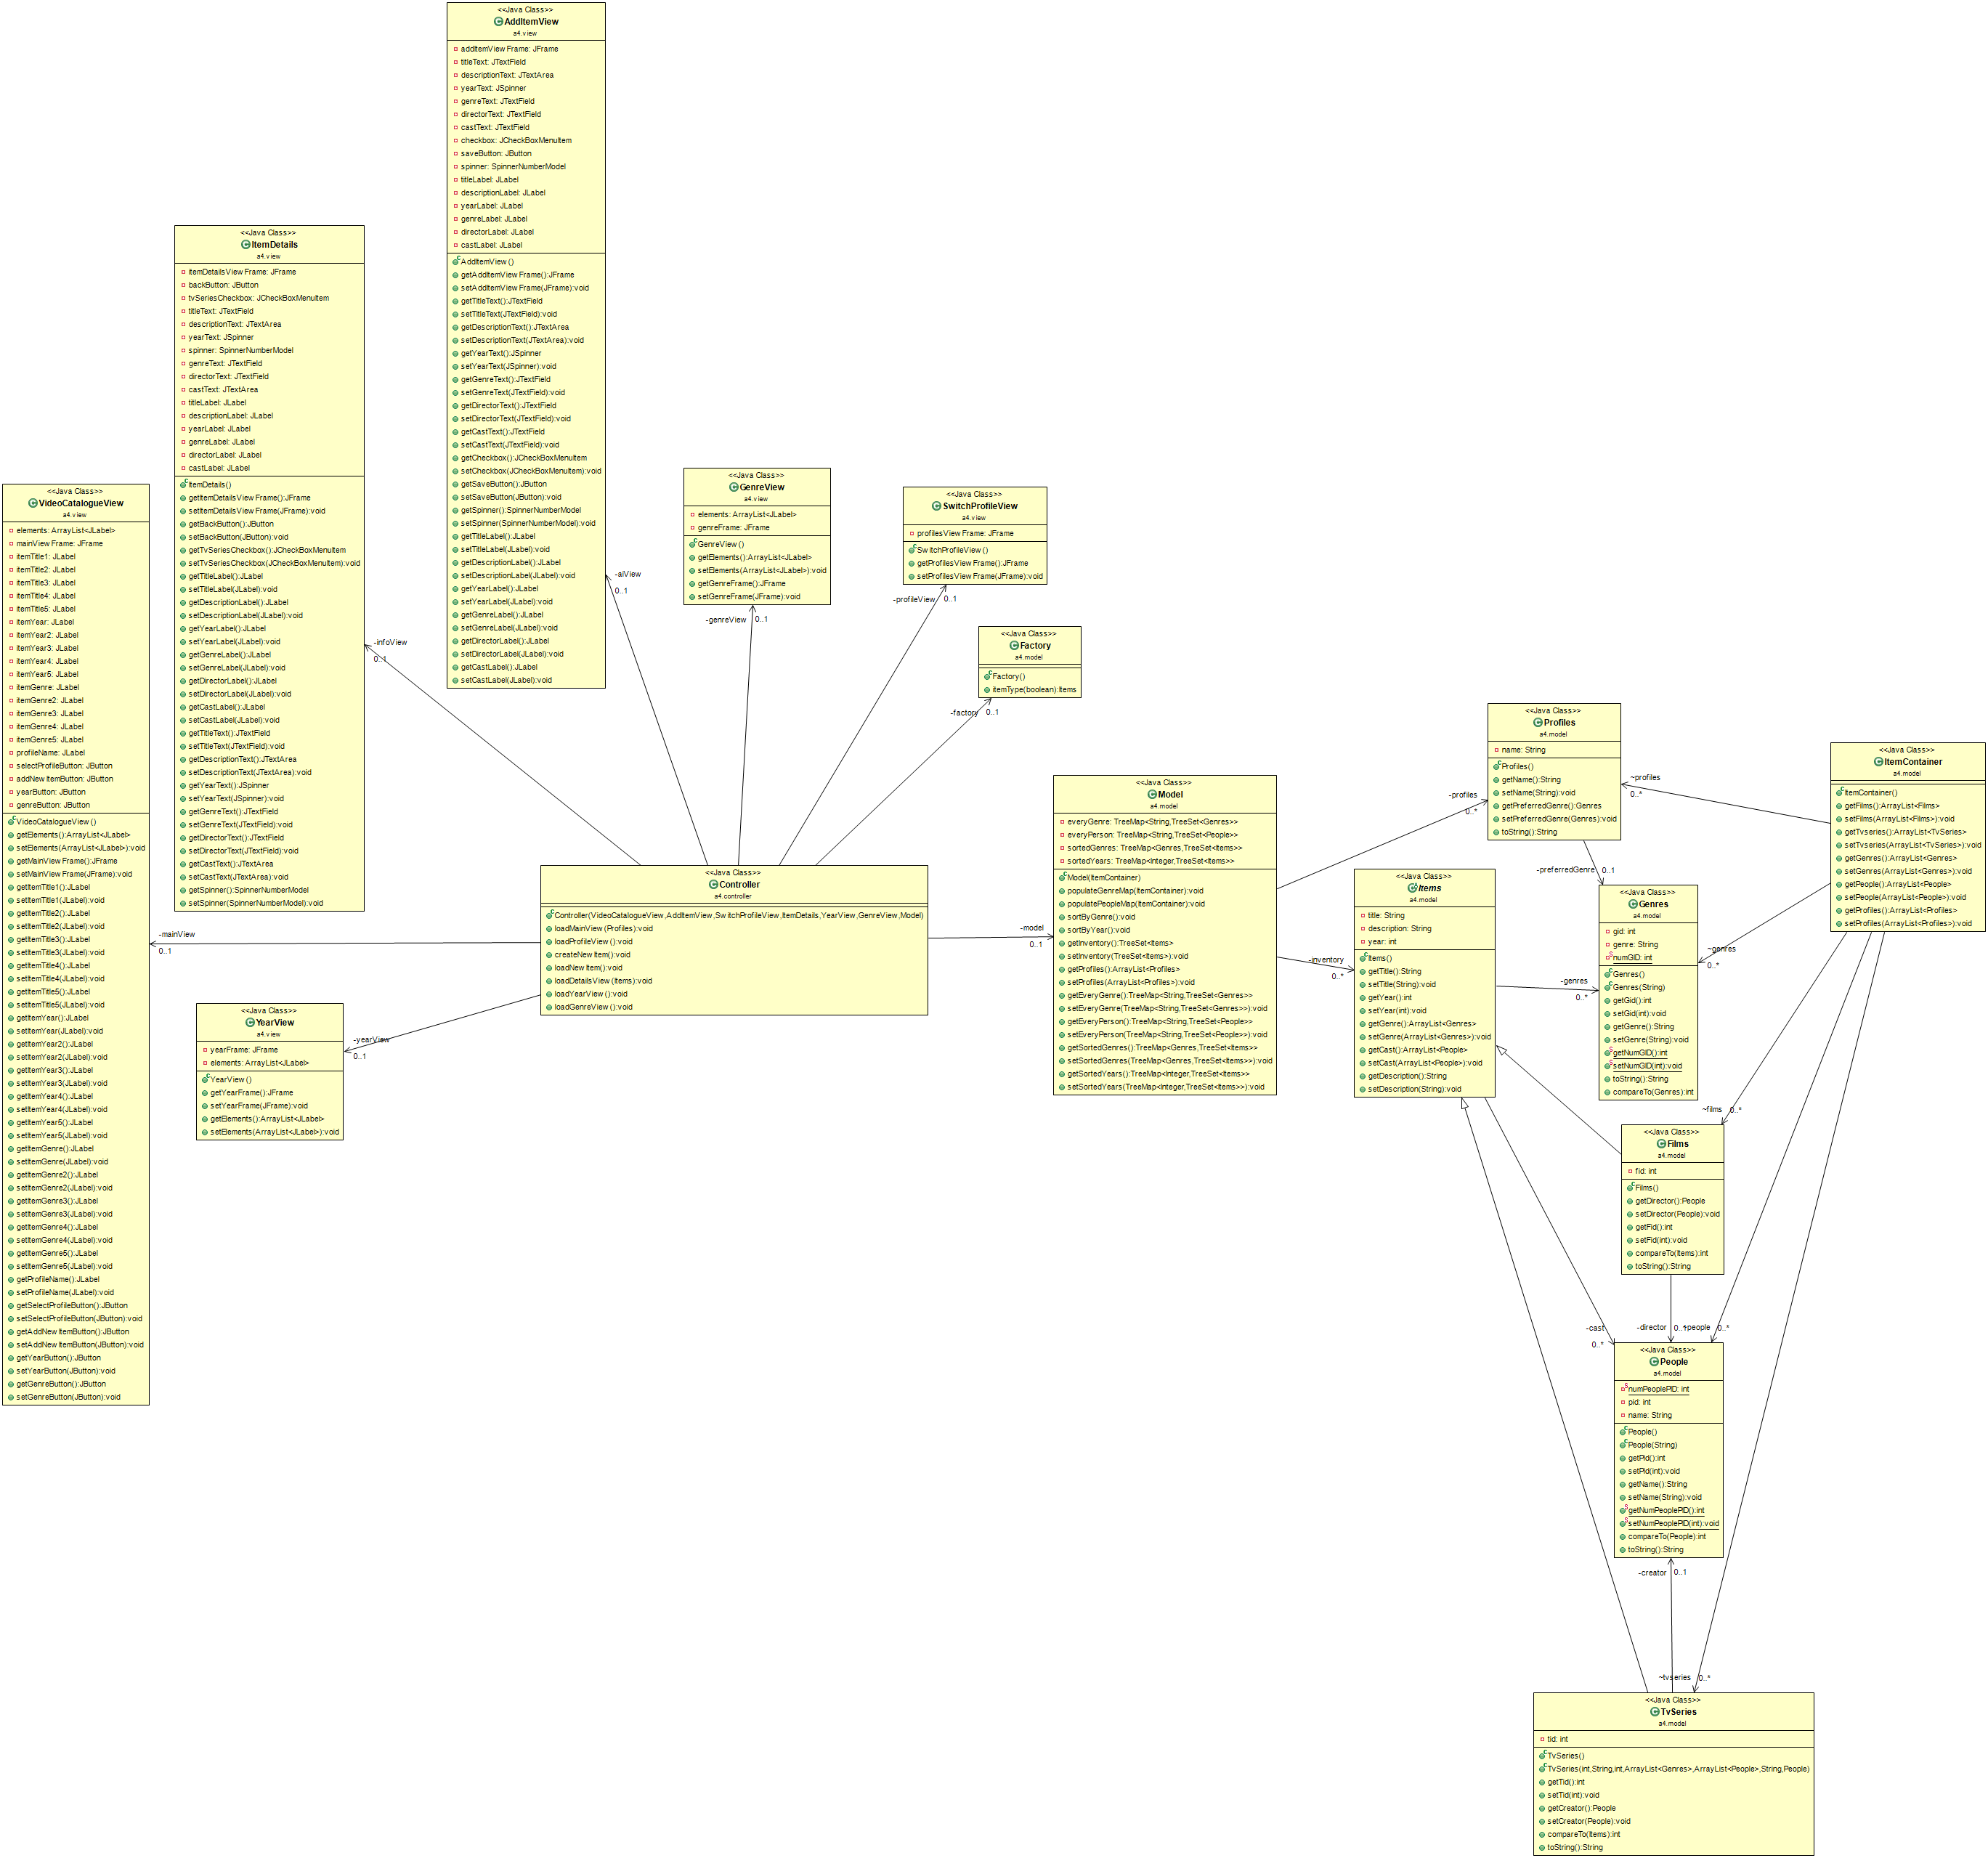 <<Java Class>>
AddItemView
a4.view
addItemView Frame: JFrame
titleText: JTextField
descriptionText: JTextArea
yearText: JSpinner
genreText: JTextField
directorText: JTextField
castText: JTextField
checkbox: JCheckBoxMenuItem
saveButton: JButton
spinner: SpinnerNumberModel
titleLabel: JLabel
descriptionLabel: JLabel
yearLabel: JLabel
genreLabel: JLabel
directorLabel: JLabel
castLabel: JLabel
AddItemView ()
getAddItemView Frame():JFrame
setAddItemView Frame(JFrame):void
getTitleText():JTextField
setTitleText(JTextField):void
getDescriptionText():JTextArea
setDescriptionText(JTextArea):void
getYearText():JSpinner
setYearText(JSpinner):void
getGenreText():JTextField
setGenreText(JTextField):void
getDirectorText():JTextField
setDirectorText(JTextField):void
getCastText():JTextField
setCastText(JTextField):void
getCheckbox():JCheckBoxMenuItem
setCheckbox(JCheckBoxMenuItem):void
getSaveButton():JButton
setSaveButton(JButton):void
getSpinner():SpinnerNumberModel
setSpinner(SpinnerNumberModel):void
getTitleLabel():JLabel
setTitleLabel(JLabel):void
getDescriptionLabel():JLabel
setDescriptionLabel(JLabel):void
getYearLabel():JLabel
setYearLabel(JLabel):void
getGenreLabel():JLabel
setGenreLabel(JLabel):void
getDirectorLabel():JLabel
setDirectorLabel(JLabel):void
getCastLabel():JLabel
setCastLabel(JLabel):void
<<Java Class>>
ItemDetails
a4.view
itemDetailsView Frame: JFrame
backButton: JButton
tvSeriesCheckbox: JCheckBoxMenuItem
titleText: JTextField
descriptionText: JTextArea
yearText: JSpinner
spinner: SpinnerNumberModel
genreText: JTextField
directorText: JTextField
castText: JTextArea
titleLabel: JLabel
descriptionLabel: JLabel
yearLabel: JLabel
genreLabel: JLabel
directorLabel: JLabel
castLabel: JLabel
ItemDetails()
getItemDetailsView Frame():JFrame
setItemDetailsView Frame(JFrame):void
getBackButton():JButton
setBackButton(JButton):void
getTvSeriesCheckbox():JCheckBoxMenuItem
setTvSeriesCheckbox(JCheckBoxMenuItem):void
getTitleLabel():JLabel
setTitleLabel(JLabel):void
getDescriptionLabel():JLabel
setDescriptionLabel(JLabel):void
getYearLabel():JLabel
setYearLabel(JLabel):void
getGenreLabel():JLabel
setGenreLabel(JLabel):void
getDirectorLabel():JLabel
setDirectorLabel(JLabel):void
getCastLabel():JLabel
setCastLabel(JLabel):void
getTitleText():JTextField
setTitleText(JTextField):void
getDescriptionText():JTextArea
setDescriptionText(JTextArea):void
getYearText():JSpinner
setYearText(JSpinner):void
getGenreText():JTextField
setGenreText(JTextField):void
getDirectorText():JTextField
setDirectorText(JTextField):void
getCastText():JTextArea
setCastText(JTextArea):void
getSpinner():SpinnerNumberModel
setSpinner(SpinnerNumberModel):void
<<Java Class>>
VideoCatalogueView
a4.view
elements: ArrayList<JLabel>
mainView Frame: JFrame
itemTitle1: JLabel
itemTitle2: JLabel
itemTitle3: JLabel
itemTitle4: JLabel
itemTitle5: JLabel
itemYear: JLabel
itemYear2: JLabel
itemYear3: JLabel
itemYear4: JLabel
itemYear5: JLabel
itemGenre: JLabel
itemGenre2: JLabel
itemGenre3: JLabel
itemGenre4: JLabel
itemGenre5: JLabel
profileName: JLabel
selectProfileButton: JButton
addNew ItemButton: JButton
yearButton: JButton
genreButton: JButton
VideoCatalogueView ()
getElements():ArrayList<JLabel>
setElements(ArrayList<JLabel>):void
getMainView Frame():JFrame
setMainView Frame(JFrame):void
getItemTitle1():JLabel
setItemTitle1(JLabel):void
getItemTitle2():JLabel
setItemTitle2(JLabel):void
getItemTitle3():JLabel
setItemTitle3(JLabel):void
getItemTitle4():JLabel
setItemTitle4(JLabel):void
getItemTitle5():JLabel
setItemTitle5(JLabel):void
getItemYear():JLabel
setItemYear(JLabel):void
getItemYear2():JLabel
setItemYear2(JLabel):void
getItemYear3():JLabel
setItemYear3(JLabel):void
getItemYear4():JLabel
setItemYear4(JLabel):void
getItemYear5():JLabel
setItemYear5(JLabel):void
getItemGenre():JLabel
setItemGenre(JLabel):void
getItemGenre2():JLabel
setItemGenre2(JLabel):void
getItemGenre3():JLabel
setItemGenre3(JLabel):void
getItemGenre4():JLabel
setItemGenre4(JLabel):void
getItemGenre5():JLabel
setItemGenre5(JLabel):void
getProfileName():JLabel
setProfileName(JLabel):void
getSelectProfileButton():JButton
setSelectProfileButton(JButton):void
getAddNew ItemButton():JButton
setAddNew ItemButton(JButton):void
getYearButton():JButton
setYearButton(JButton):void
getGenreButton():JButton
setGenreButton(JButton):void
<<Java Class>>
GenreView
a4.view
elements: ArrayList<JLabel>
genreFrame: JFrame
GenreView ()
getElements():ArrayList<JLabel>
setElements(ArrayList<JLabel>):void
getGenreFrame():JFrame
setGenreFrame(JFrame):void
<<Java Class>>
SwitchProfileView
a4.view
profilesView Frame: JFrame
SwitchProfileView ()
getProfilesView Frame():JFrame
setProfilesView Frame(JFrame):void
<<Java Class>>
Factory
a4.model
Factory()
itemType(boolean):Items
-aiView
0..1
-genreView
0..1
-profileView
0..1
-factory
0..1
-infoView
0..1
-mainView
0..1
-yearView
0..1
-model
0..1
<<Java Class>>
Controller
a4.controller
Controller(VideoCatalogueView,AddItemView,SwitchProfileView,ItemDetails,YearView,GenreView,Model)
loadMainView (Profiles):void
loadProfileView ():void
createNew Item():void
loadNew Item():void
loadDetailsView (Items):void
loadYearView ():void
loadGenreView ():void
<<Java Class>>
YearView
a4.view
yearFrame: JFrame
elements: ArrayList<JLabel>
YearView ()
getYearFrame():JFrame
setYearFrame(JFrame):void
getElements():ArrayList<JLabel>
setElements(ArrayList<JLabel>):void
<<Java Class>>
Model
a4.model
everyGenre: TreeMap<String,TreeSet<Genres>>
everyPerson: TreeMap<String,TreeSet<People>>
sortedGenres: TreeMap<Genres,TreeSet<Items>>
sortedYears: TreeMap<Integer,TreeSet<Items>>
Model(ItemContainer)
populateGenreMap(ItemContainer):void
populatePeopleMap(ItemContainer):void
sortByGenre():void
sortByYear():void
getInventory():TreeSet<Items>
setInventory(TreeSet<Items>):void
getProfiles():ArrayList<Profiles>
setProfiles(ArrayList<Profiles>):void
getEveryGenre():TreeMap<String,TreeSet<Genres>>
setEveryGenre(TreeMap<String,TreeSet<Genres>>):void
getEveryPerson():TreeMap<String,TreeSet<People>>
setEveryPerson(TreeMap<String,TreeSet<People>>):void
getSortedGenres():TreeMap<Genres,TreeSet<Items>>
setSortedGenres(TreeMap<Genres,TreeSet<Items>>):void
getSortedYears():TreeMap<Integer,TreeSet<Items>>
setSortedYears(TreeMap<Integer,TreeSet<Items>>):void
-profiles
0..*
-inventory
0..*
<<Java Class>>
Profiles
a4.model
name: String
Profiles()
getName():String
setName(String):void
getPreferredGenre():Genres
setPreferredGenre(Genres):void
toString():String
~profiles
0..*
-preferredGenre
0..1
<<Java Class>>
ItemContainer
a4.model
ItemContainer()
getFilms():ArrayList<Films>
setFilms(ArrayList<Films>):void
getTvseries():ArrayList<TvSeries>
setTvseries(ArrayList<TvSeries>):void
getGenres():ArrayList<Genres>
setGenres(ArrayList<Genres>):void
getPeople():ArrayList<People>
setPeople(ArrayList<People>):void
getProfiles():ArrayList<Profiles>
setProfiles(ArrayList<Profiles>):void
<<Java Class>>
Items
a4.model
title: String
description: String
year: int
Items()
getTitle():String
setTitle(String):void
getYear():int
setYear(int):void
getGenre():ArrayList<Genres>
setGenre(ArrayList<Genres>):void
getCast():ArrayList<People>
setCast(ArrayList<People>):void
getDescription():String
setDescription(String):void
-genres
0..*
<<Java Class>>
Genres
a4.model
gid: int
genre: String
numGID: int
Genres()
Genres(String)
getGid():int
setGid(int):void
getGenre():String
setGenre(String):void
getNumGID():int
setNumGID(int):void
toString():String
compareTo(Genres):int
~genres
0..*
~films
0..*
<<Java Class>>
Films
a4.model
fid: int
Films()
getDirector():People
setDirector(People):void
getFid():int
setFid(int):void
compareTo(Items):int
toString():String
-cast
0..*
-director
0..1
~people
0..*
<<Java Class>>
People
a4.model
numPeoplePID: int
pid: int
name: String
People()
People(String)
getPid():int
setPid(int):void
getName():String
setName(String):void
getNumPeoplePID():int
setNumPeoplePID(int):void
compareTo(People):int
toString():String
-creator
0..1
~tvseries
0..*
<<Java Class>>
TvSeries
a4.model
tid: int
TvSeries()
TvSeries(int,String,int,ArrayList<Genres>,ArrayList<People>,String,People)
getTid():int
setTid(int):void
getCreator():People
setCreator(People):void
compareTo(Items):int
toString():String